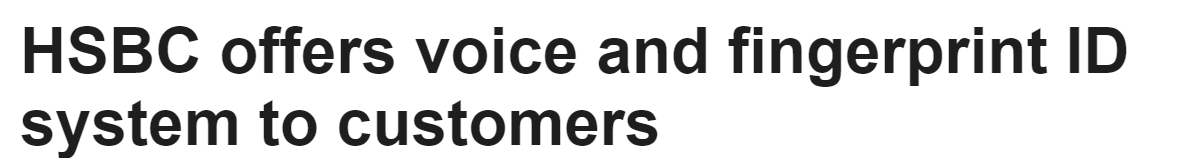 HSBC offers voice and fingerprint ID
system to customers